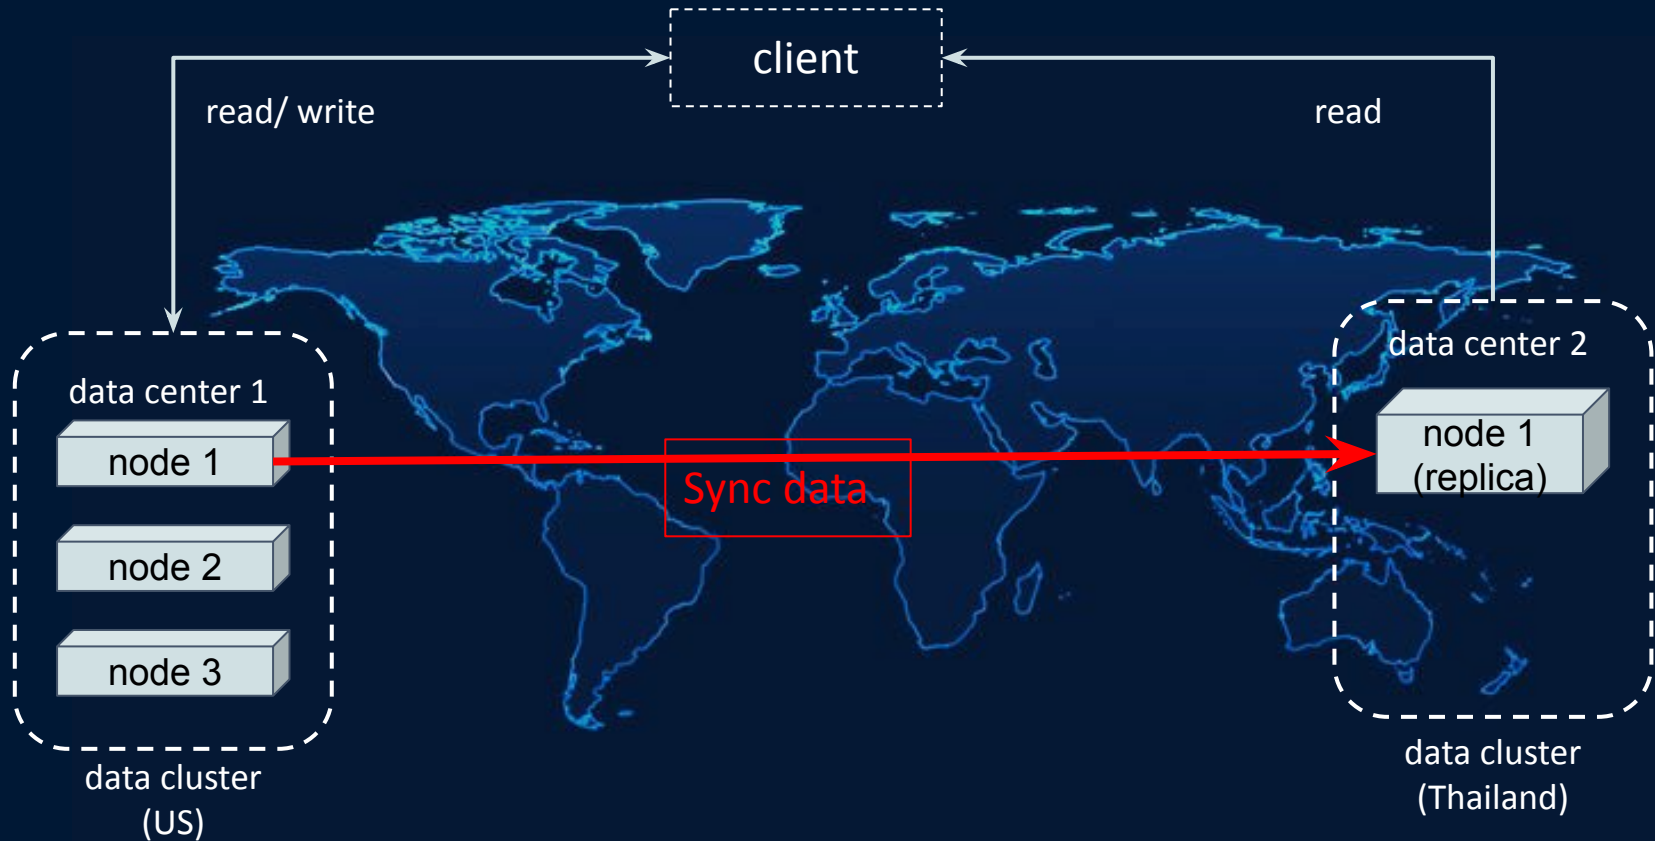 client
read/ write
read
data center 1
node 1
node 2
node 3
data cluster
(US)
Sync data
data center 2
node 1
(replica)
data cluster
(Thailand)